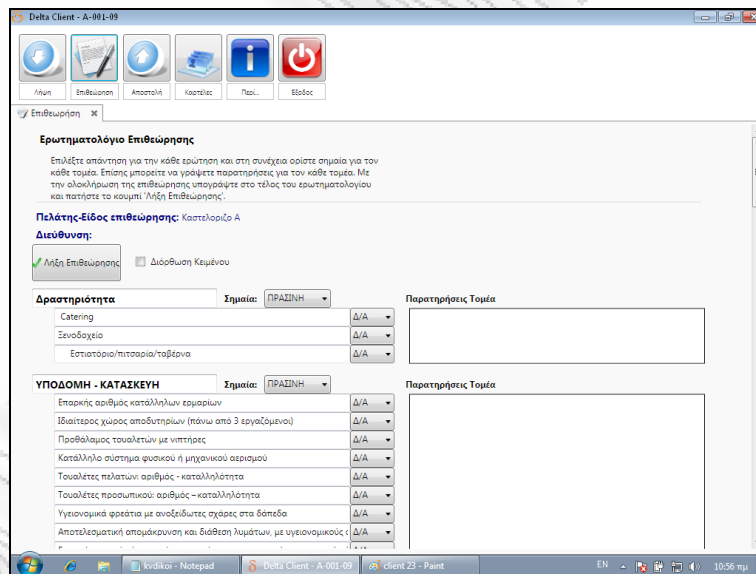 Delta Client - A-001-09
Λήψη Επιθεώρηση Αποστολή Καρτέλες Περί... Εξοδος
Επιθεωρήση
Ερωτηματολόγιο Επιθεώρησης
Επιλέξτε απάντηση για την κάθε ερώτηση και στη συνέχεια ορίστε σημαία για τον
κάθε τομέα. Επίσης μπορείτε να γράψετε παρατηρήσεις για τον κάθε τομέα. Με
την ολοκλήρωση της επιθεώρησης υπογράψτε στο τέλος του ερωτηματολογίου
και πατήστε το κουμπί 'Λήξη Επιθεώρησης'.
Πελάτης-Είδος επιθεώρησης: Καστελοριζο Α
Διεύθυνση:
Λήξη Επιθεώρησης Διόρθωση Κειμένου
Δραστηριότητα Σημαία: ΠΡΑΣΙΝΗ Παρατηρήσεις Τομέα
Catering Δ/Α
Ξενοδοχείο Δ/Α
Εστιατόριο/πιτσαρία/ταβέρνα Δ/Α
ΥΠΟΔΟΜΗ - ΚΑΤΑΣΚΕΥΗ Σημαία: ΠΡΑΣΙΝΗ Παρατηρήσεις Τομέα
Επαρκής αριθμός κατάλληλων ερμαρίων Δ/Α
Ιδιαίτερος χώρος αποδυτηρίων (πάνω από 3 εργαζόμενοι) Δ/Α
Προθάλαμος τουαλετών με νιπτήρες Δ/Α
Κατάλληλο σύστημα φυσικού ή μηχανικού αερισμού Δ/Α
Τουαλέτες πελατών: αριθμός - καταλληλότητα Δ/Α
Τουαλέτες προσωπικού: αριθμός – καταλληλότητα Δ/Α
Υγειονομικά φρεάτια με ανοξείδωτες σχάρες στα δάπεδα Δ/Α
Αποτελεσματική απομάκρυνση και διάθεση λυμάτων, με υγειονομικούς Δ/Α
kvdikoi - Notepad Delta Client - A-001-09 client 23 - Paint EN 10:56 πμ